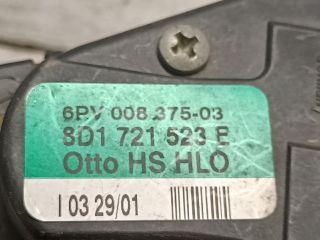 6PV 008 375-03
8D1 721 523 E
Otto HS HLO
I 03 29/01